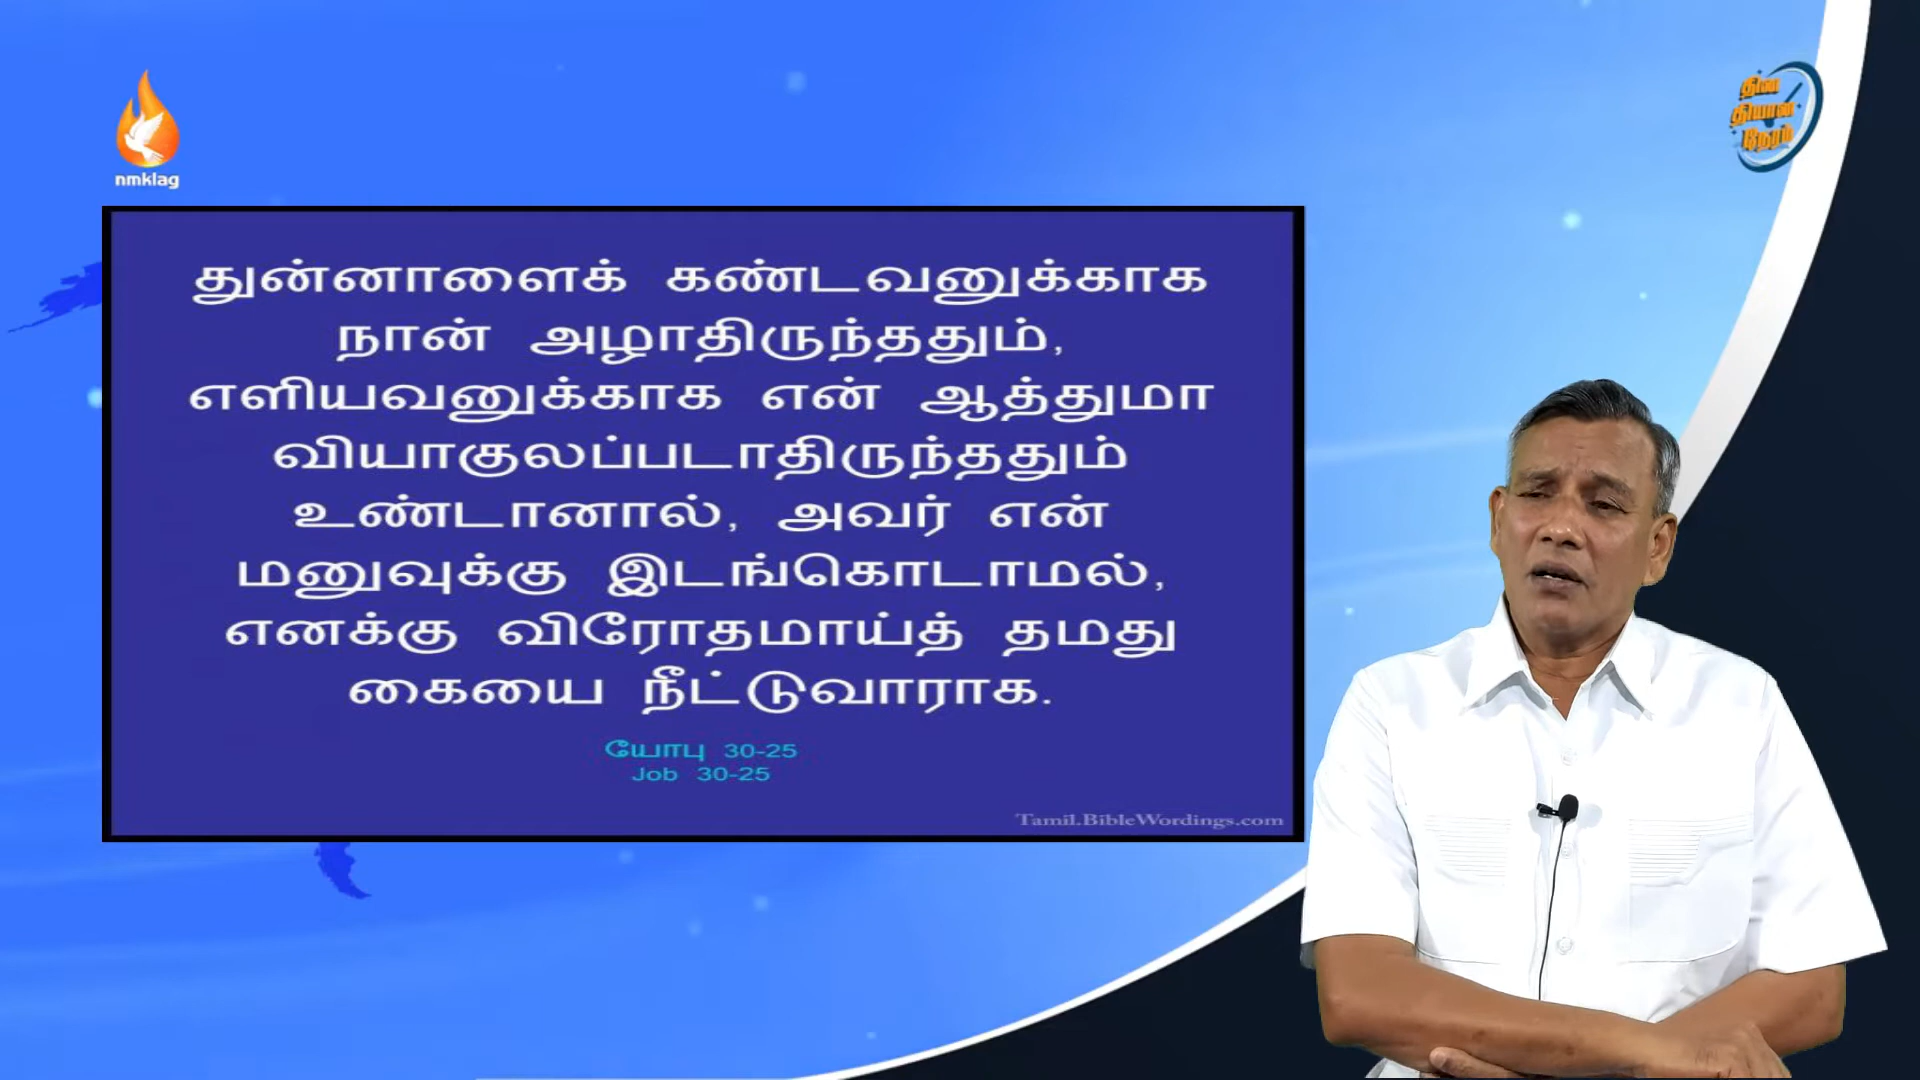 nmklag
தின
தியான
நேரம்
துன்னாளைக் கண்டவனுக்காக
நான் அழாதிருந்ததும்,
எளியவனுக்காக என் ஆத்துமா
வியாகுலப்படாதிருந்ததும்
உண்டானால், அவர் என்
மனுவுக்கு இடங்கொடாமல்,
எனக்கு விரோதமாய்த் தமது
கையை நீட்டுவாராக.
யோபு 30-25
Job 30-25
Tamil.BibleWordings.com